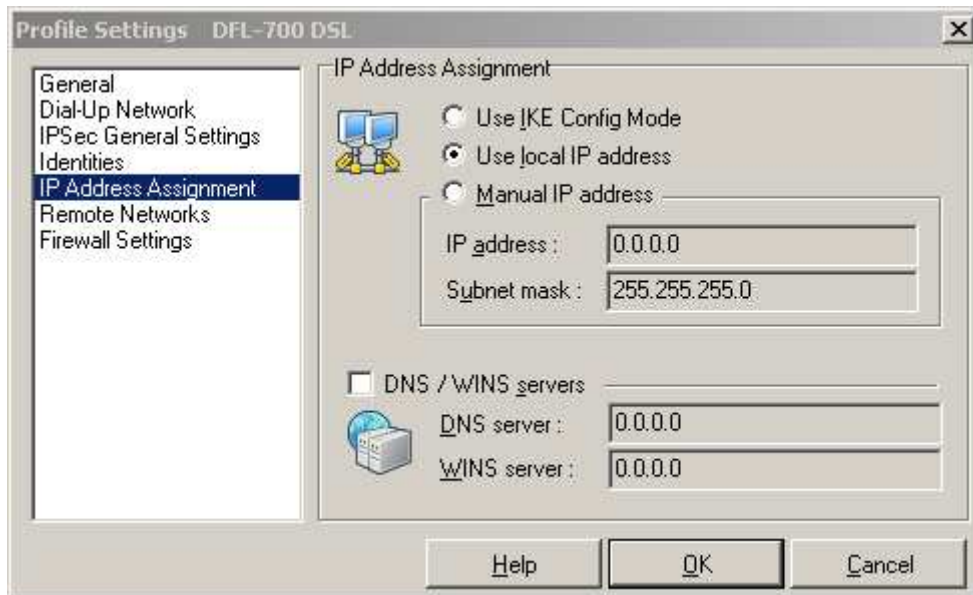 Profile Settings DFL-700 DSL
General
Dial-Up Network
IPSec General Settings
Identities
IP Address Assignment
Remote Networks
Firewall Settings
IP Address Assignment
Use IKE Config Mode
Use local IP address
Manual IP address
IP address : 0.0.0.0
Subnet mask : 255.255.255.0
DNS / WINS servers
DNS server : 0.0.0.0
WINS server : 0.0.0.0
Help OK Cancel